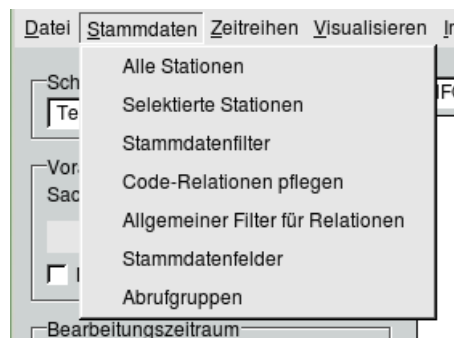 Datei Stammdaten Zeitreihen Visualisieren
Alle Stationen
Selektierte Stationen
Stammdatenfilter
Code-Relationen pflegen
Allgemeiner Filter für Relationen
Stammdatenfelder
Abrufgruppen
Bearbeitungszeitraum